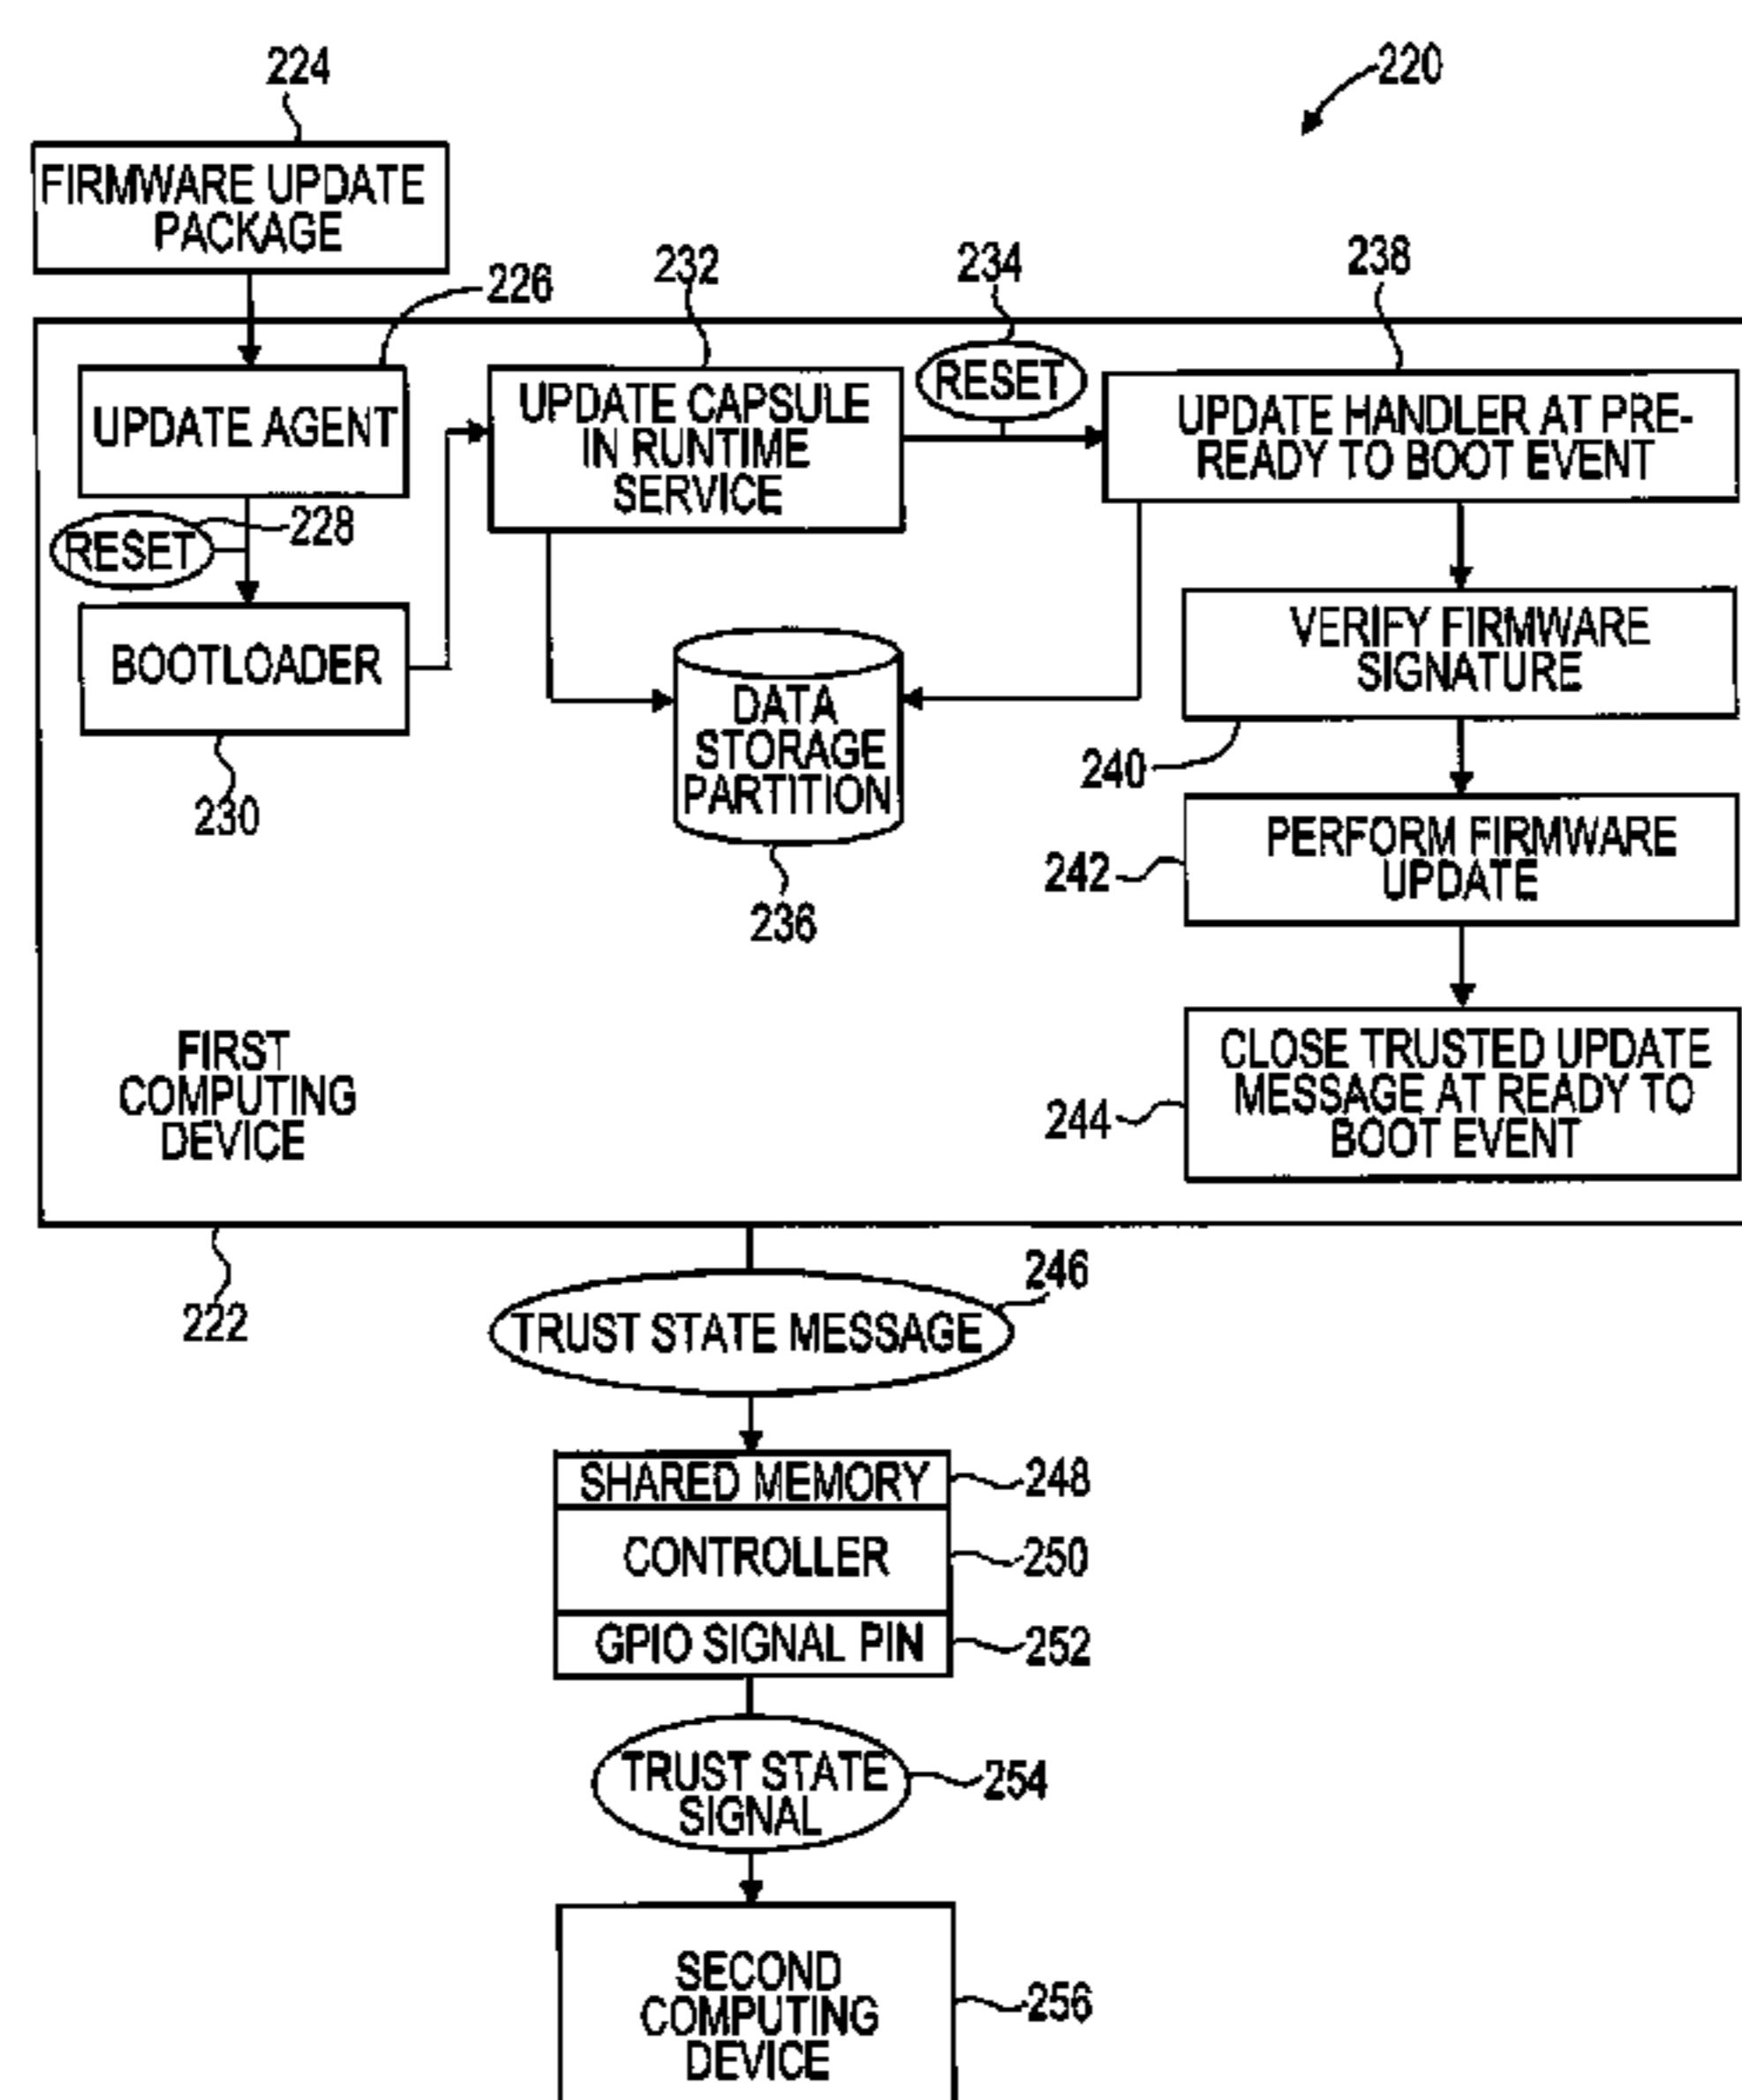 224
220
FIRMWARE UPDATE
PACKAGE
226
232
234
238
UPDATE AGENT
UPDATE CAPSULE
IN RUNTIME
SERVICE
RESET
UPDATE HANDLER AT PRE-
READY TO BOOT EVENT
RESET
228
BOOTLOADER
230
DATA
STORAGE
PARTITION
236
VERIFY FIRMWARE
SIGNATURE
240
PERFORM FIRMWARE
UPDATE
242
CLOSE TRUSTED UPDATE
MESSAGE AT READY TO
BOOT EVENT
244
FIRST
COMPUTING
DEVICE
222
246
TRUST STATE MESSAGE
SHARED MEMORY
248
CONTROLLER
250
GPIO SIGNAL PIN
252
TRUST STATE
SIGNAL
254
SECOND
COMPUTING
DEVICE
256